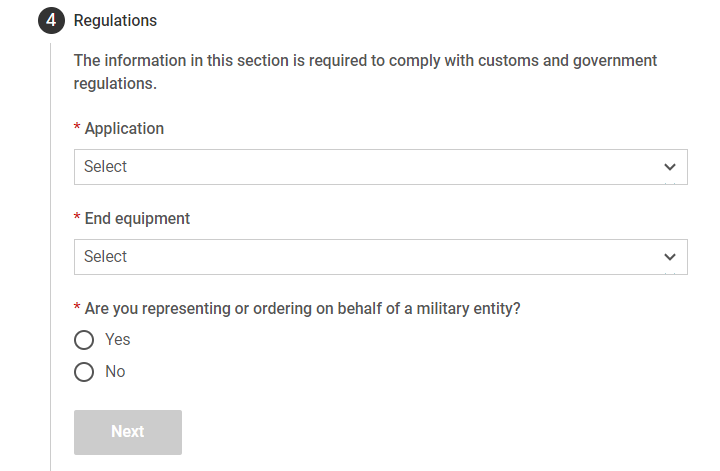 4 Regulations
The information in this section is required to comply with customs and government
regulations.
* Application
Select
* End equipment
Select
* Are you representing or ordering on behalf of a military entity?
Yes
No
Next